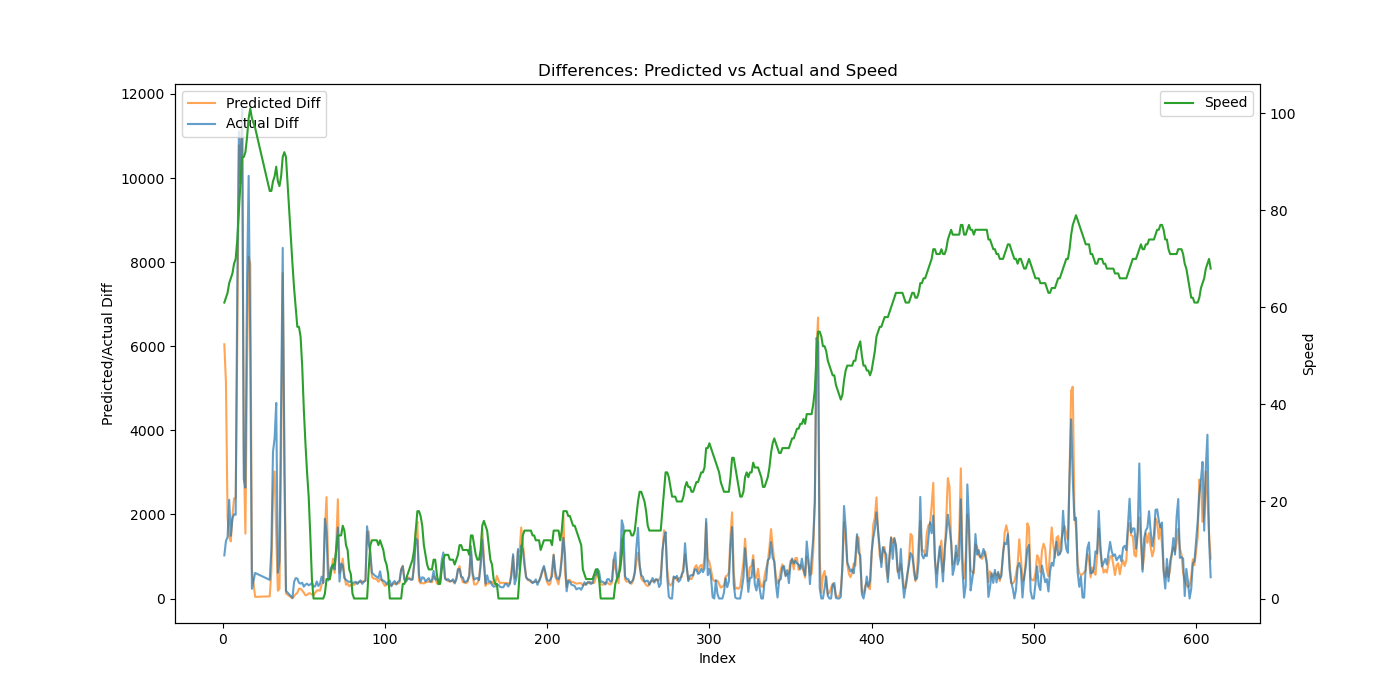 Differences: Predicted vs Actual and Speed
Predicted Diff
Actual Diff
Speed
12000
10000
8000
6000
4000
2000
0
Predicted/Actual Diff
100
80
60
40
20
0
Speed
0 100 200 300 400 500 600
Index